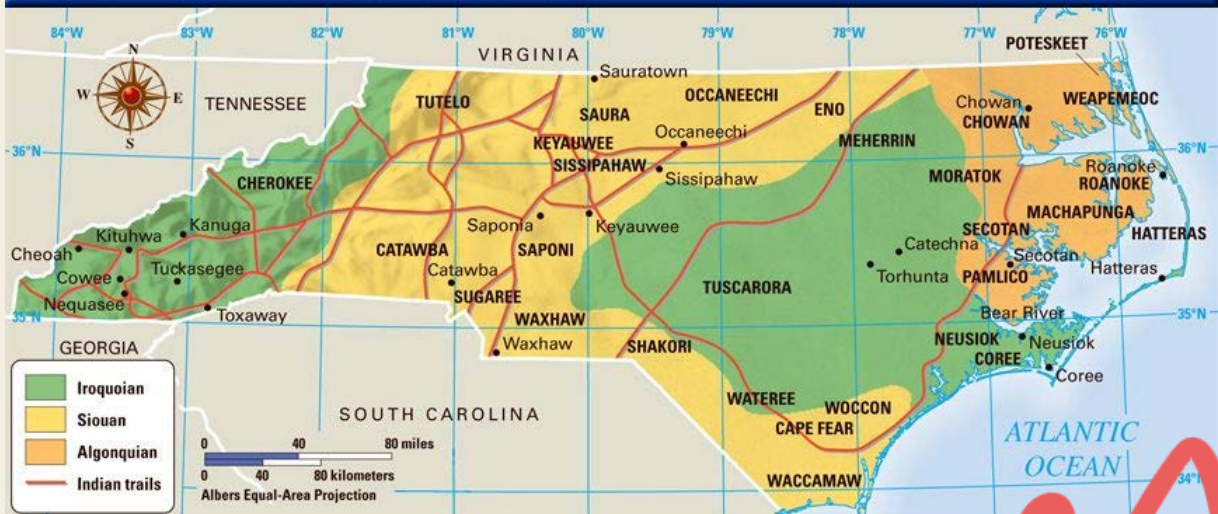 84°W 83°W 82°W 81°W 80°W 79°W 78°W 77°W 76°W
N
W E
S
VIRGINIA
TENNESSEE
POTESKEET
Sauratown
TUTELO
SAURA
OCCANEECHI
ENO
Chowan
CHOWAN
WEAPEMEOC
36°N
KEYAUWEE
Occaneechi
MEHERRIN
36°N
SISSIPAHAW
Sissipahaw
CHEROKEE
MORATOK
Roanoke
ROANOKE
MACHAPUNGA
Kanuga
Saponia
Keyauwee
SECOTAN
HATTERAS
Cheoah
Kituhwa
CATAWBA
SAPONI
Catechna
Secotan
Cowee
Tuckasegee
Catawba
Torhunta
PAMLICO
Hatteras
Nequasee
SUGAREE
TUSCARORA
Toxaway
35°N
WAXHAW
Bear River
35°N
GEORGIA
Waxhaw
SHAKORI
NEUSIOK
Neusiok
COREE
Coree
Iroquoian
Siouan
Algonquian
Indian trails
SOUTH CAROLINA
WATEREE
WOCCON
CAPE FEAR
ATLANTIC
OCEAN
0 40 80 miles
0 40 80 kilometers
Albers Equal-Area Projection
WACCAMAW
34°N